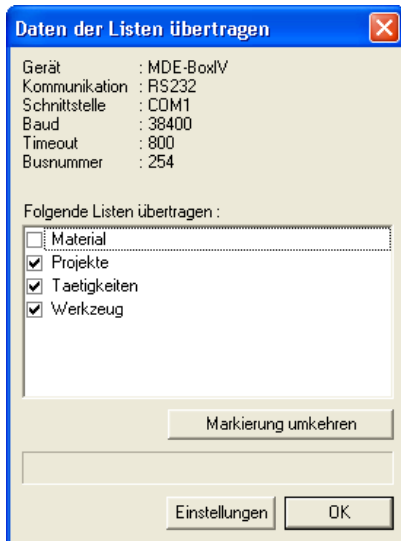 Daten der Listen übertragen
Gerät : MDE-BoxIV
Kommunikation : RS232
Schnittstelle : COM1
Baud : 38400
Timeout : 800
Busnummer : 254
Folgende Listen übertragen :
Material
Projekte
Taetigkeiten
Werkzeug
Markierung umkehren
Einstellungen OK